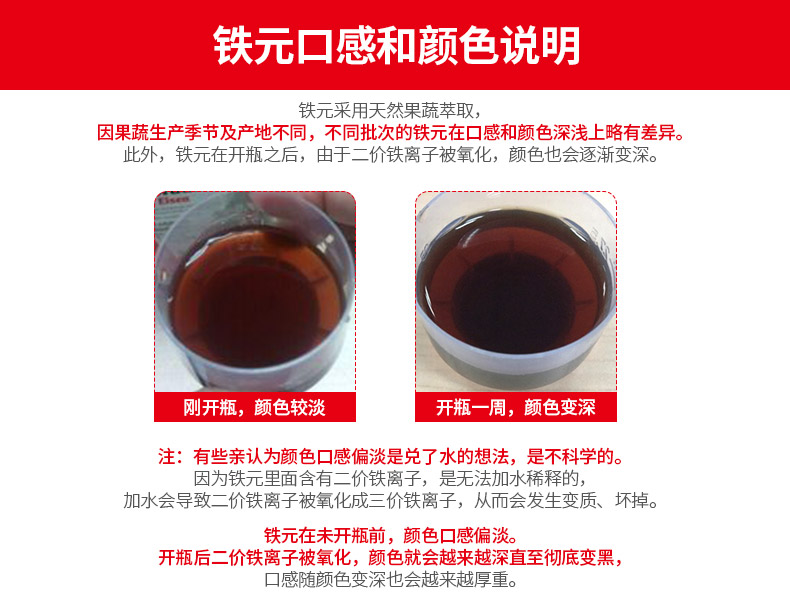 铁元口感和颜色说明
铁元采用天然果蔬萃取，
因果蔬生产季节及产地不同，不同批次的铁元在口感和颜色深浅上略有差异。
此外，铁元在开瓶之后，由于二价铁离子被氧化，颜色也会逐渐变深。
Eisen
刚开瓶，颜色较淡
开瓶一周，颜色变深
注：有些亲认为颜色口感偏淡是兑了水的想法，是不科学的。
因为铁元里面含有二价铁离子，是无法加水稀释的，
加水会导致二价铁离子被氧化成三价铁离子，从而会发生变质、坏掉。
铁元在未开瓶前，颜色口感偏淡。
开瓶后二价铁离子被氧化，颜色就会越来越深直至彻底变黑，
口感随颜色变深也会越来越厚重。